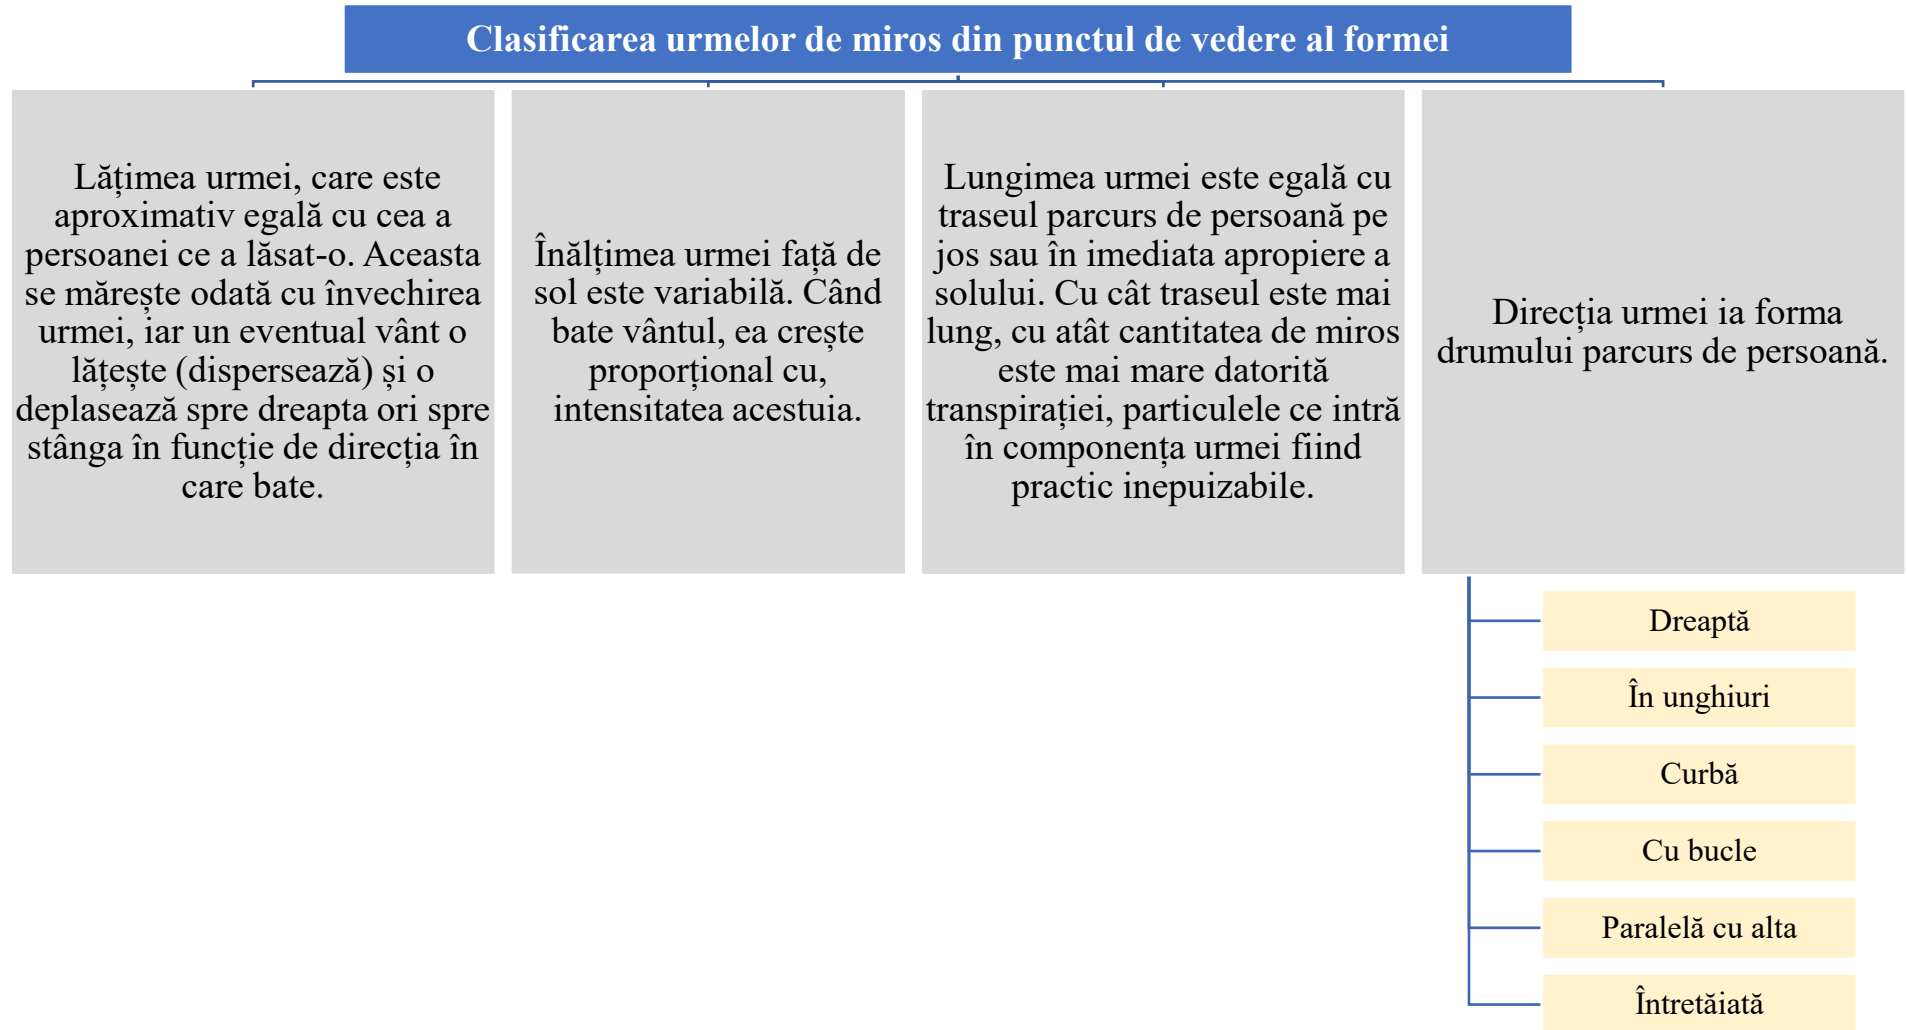 Clasificarea urmelor de miros din punctul de vedere al formei
Lățimea urmei, care este
aproximativ egală cu cea a
persoanei ce a lăsat-o. Aceasta
se mărește odată cu învechirea
urmei, iar un eventual vânt o
lățește (dispersează) și o
deplasează spre dreapta ori spre
stânga în funcție de direcția în
care bate.
Înălțimea urmei față de
sol este variabilă. Când
bate vântul, ea crește
proporțional cu,
intensitatea acestuia.
Lungimea urmei este egală cu
traseul parcurs de persoană pe
jos sau în imediata apropiere a
solului. Cu cât traseul este mai
lung, cu atât cantitatea de miros
este mai mare datorită
transpirației, particulele ce intră
în componența urmei fiind
practic inepuizabile.
Direcția urmei ia forma
drumului parcurs de persoană.
Dreaptă
În unghiuri
Curbă
Cu bucle
Paralelă cu alta
Întretăiată